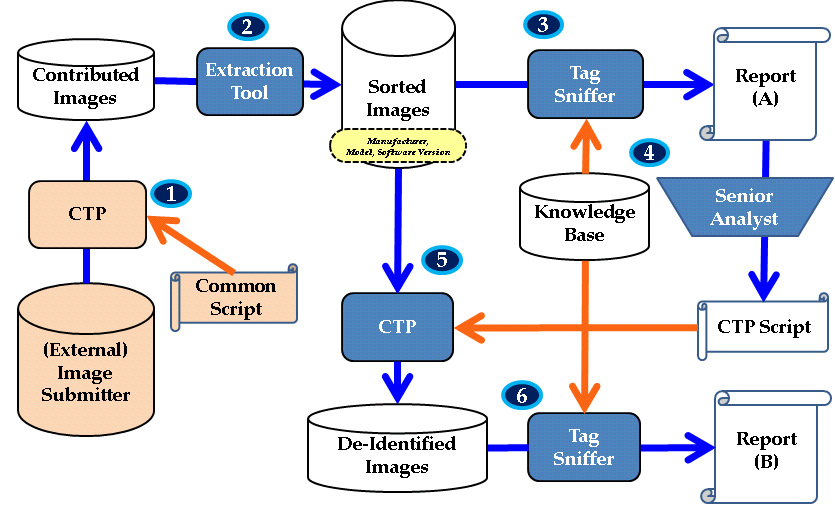 2
3
Contributed
Images
Extraction
Tool
Sorted
Images
Manufacturer,
Model, Software Version
Tag
Sniffer
Report
(A)
1
CTP
4
Knowledge
Base
Senior
Analyst
Common
Script
5
CTP
CTP Script
(External)
Image
Submitter
6
De-Identified
Images
Tag
Sniffer
Report
(B)